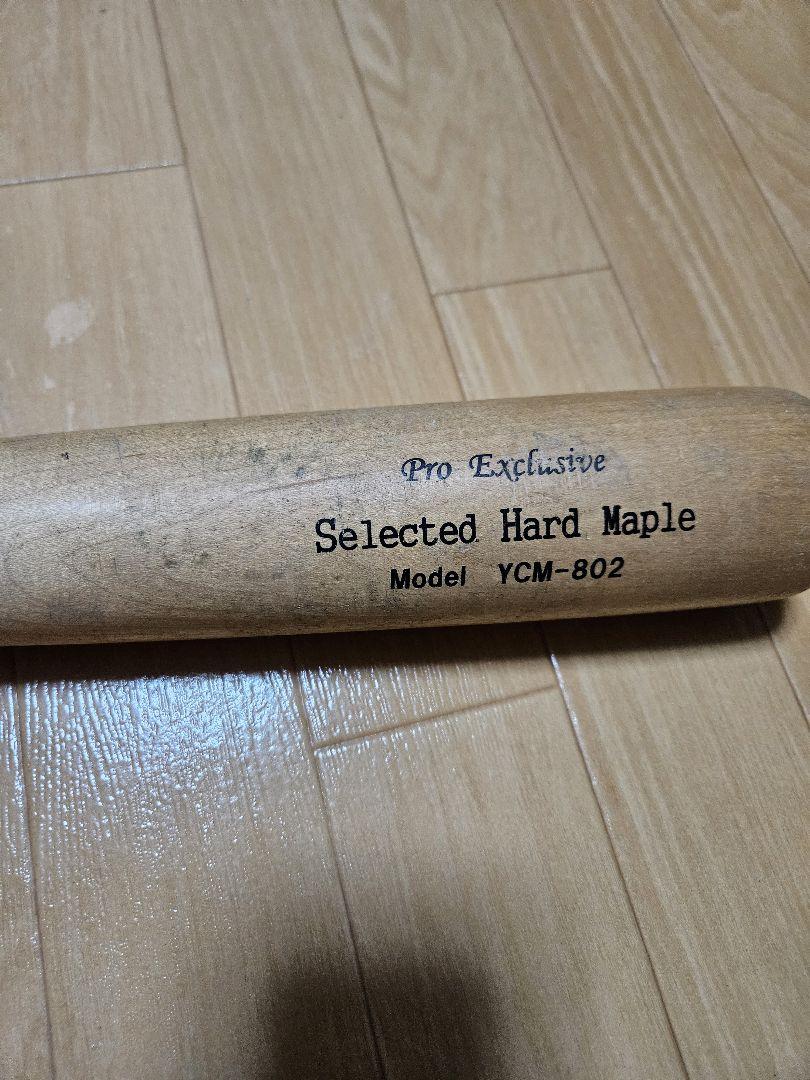 Pro Exclusive
Selected Hard Maple
Model YCM-802